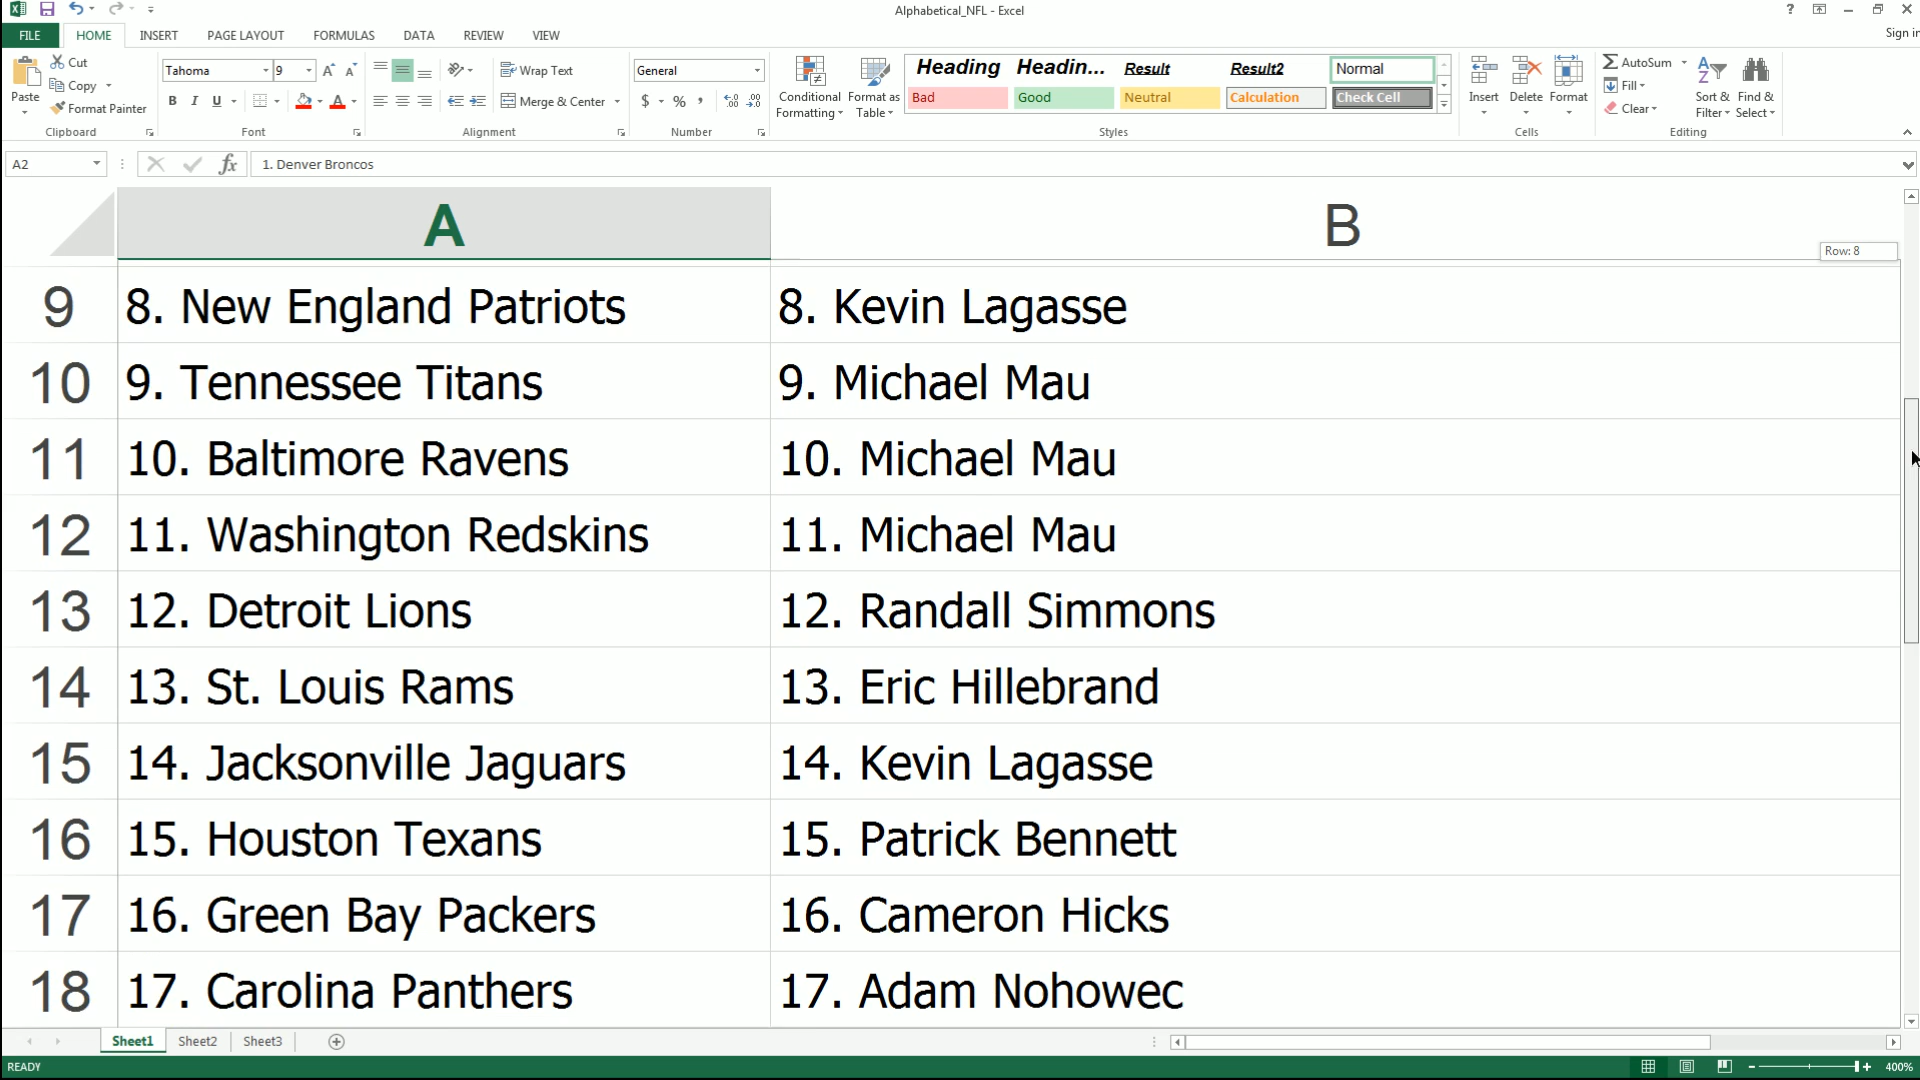 Alphabetical_NFL - Excel
?
Sign in
FILE HOME INSERT PAGE LAYOUT FORMULAS DATA REVIEW VIEW
Paste
Cut
Copy
Format Painter
Clipboard
Tahoma 9
B I U
Font
Wrap Text
Merge & Center
Alignment
General
$ % ,
Number
Conditional Formatting
Format as Table
Heading Headin... Result Result2 Normal
Bad Good Neutral Calculation Check Cell
Styles
Insert Delete Format
Cells
AutoSum
Fill
Clear
Sort & Filter
Find & Select
Editing
A2 fx 1. Denver Broncos
A B
Row: 8
9 8. New England Patriots 8. Kevin Lagasse
10 9. Tennessee Titans 9. Michael Mau
11 10. Baltimore Ravens 10. Michael Mau
12 11. Washington Redskins 11. Michael Mau
13 12. Detroit Lions 12. Randall Simmons
14 13. St. Louis Rams 13. Eric Hillebrand
15 14. Jacksonville Jaguars 14. Kevin Lagasse
16 15. Houston Texans 15. Patrick Bennett
17 16. Green Bay Packers 16. Cameron Hicks
18 17. Carolina Panthers 17. Adam Nohowec
Sheet1 Sheet2 Sheet3
READY 400%